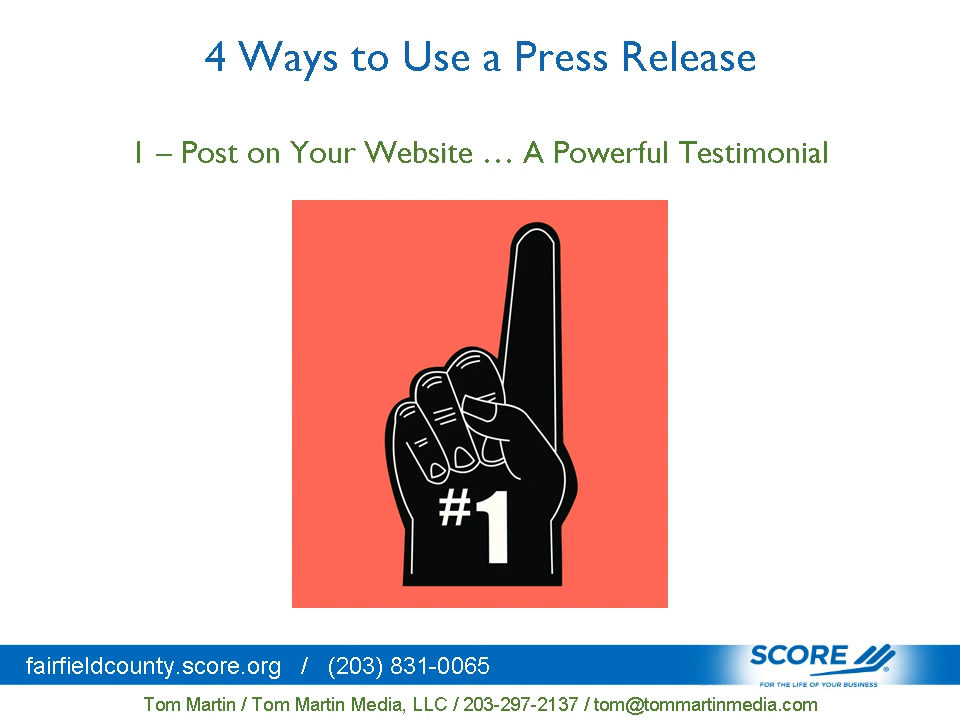 4 Ways to Use a Press Release
1 – Post on Your Website … A Powerful Testimonial
#1
fairfieldcounty.score.org / (203) 831-0065
SCORE
FOR THE LIFE OF YOUR BUSINESS
Tom Martin / Tom Martin Media, LLC / 203-297-2137 / tom@tommartinmedia.com